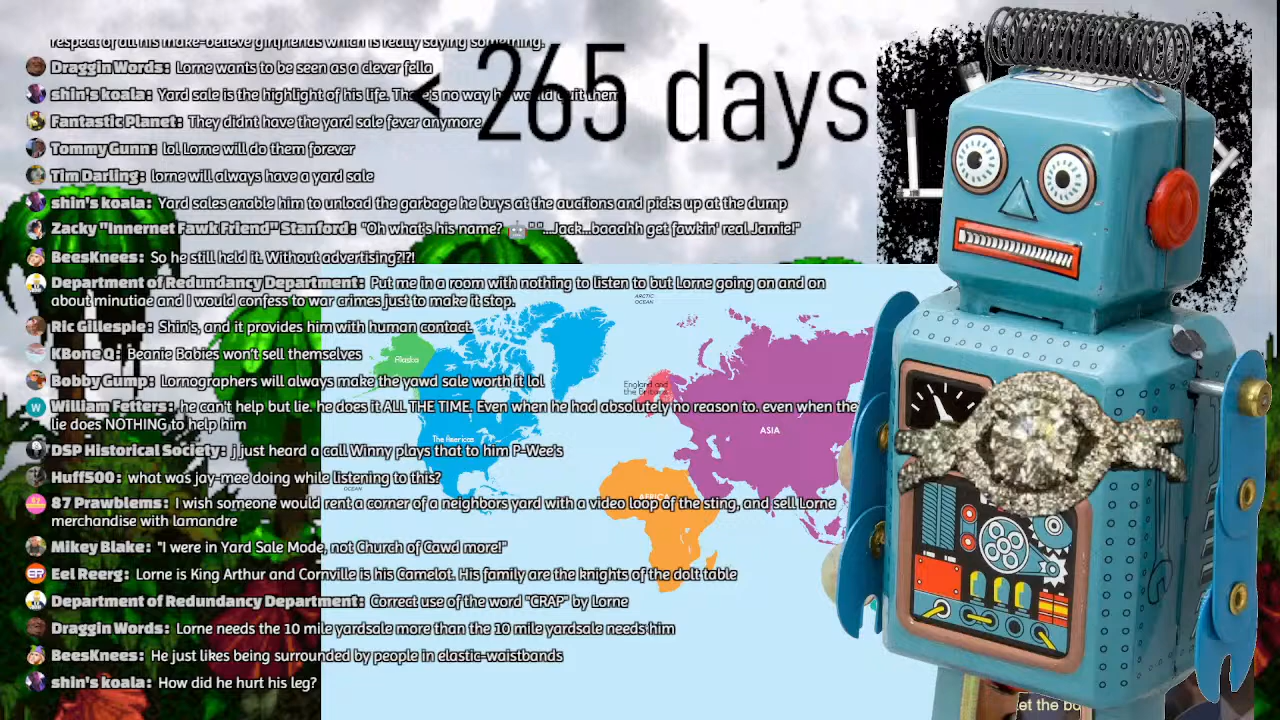 respect of all his make-believe girlfriends which is really saying something.
< 265 days
Draggin Words: Lorne wants to be seen as a clever fella
shin's koala: Yard sale is the highlight of his life. There's no way he would quit them
Fantastic Planet: They didnt have the yard sale fever anymore
Tommy Gunn: lol Lorne will do them forever
Tim Darling: lorne will always have a yard sale
shin's koala: Yard sales enable him to unload the garbage he buys at the auctions and picks up at the dump
Zacky "Innernet Fawk Friend" Stanford: "Oh what's his name? 🤖" "...Jack..baaahh get fawkin' real Jamie!"
BeesKnees: So he still held it. Without advertising?!?!
Department of Redundancy Department: Put me in a room with nothing to listen to but Lorne going on and on
about minutiae and I would confess to war crimes just to make it stop.
Ric Gillespie: Shin's, and it provides him with human contact.
KBone Q: Beanie Babies won't sell themselves
Bobby Gump: Lornographers will always make the yawd sale worth it lol
William Fetters: he can't help but lie. he does it ALL THE TIME. Even when he had absolutely no reason to. even when the
lie does NOTHING to help him
DSP Historical Society: j just heard a call Winny plays that to him P-Wee's
Huff500: what was jay-mee doing while listening to this?
87 Prawblems: I wish someone would rent a corner of a neighbors yard with a video loop of the sting, and sell Lorne
merchandise with lamandre
Mikey Blake: "I were in Yard Sale Mode, not Church of Cawd more!"
Eel Reerg: Lorne is King Arthur and Cornville is his Camelot. His family are the knights of the dolt table
Department of Redundancy Department: Correct use of the word "CRAP" by Lorne
Draggin Words: Lorne needs the 10 mile yardsale more than the 10 mile yardsale needs him
BeesKnees: He just likes being surrounded by people in elastic-waistbands
shin's koala: How did he hurt his leg?
ARCTIC
OCEAN
Alaska
England and
The Americas
ASIA
OCEAN
AFRICA
et the bo